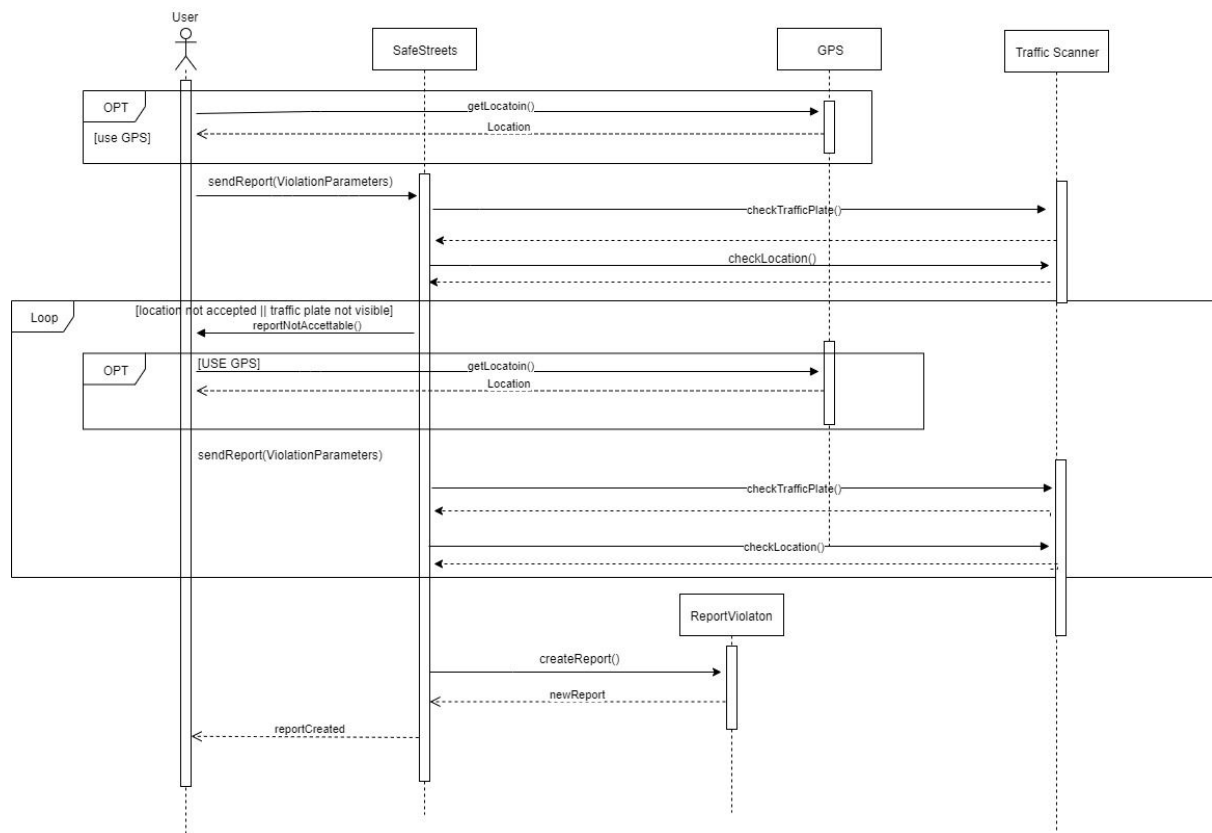 User
SafeStreets
GPS
Traffic Scanner
OPT
getLocatoin()
[use GPS]
Location
sendReport(ViolationParameters)
checkTrafficPlate()
checkLocation()
Loop
[location not accepted || traffic plate not visible]
reportNotAccettable()
OPT
[USE GPS]
getLocatoin()
Location
sendReport(ViolationParameters)
checkTrafficPlate()
checkLocation()
ReportViolaton
createReport()
newReport
reportCreated